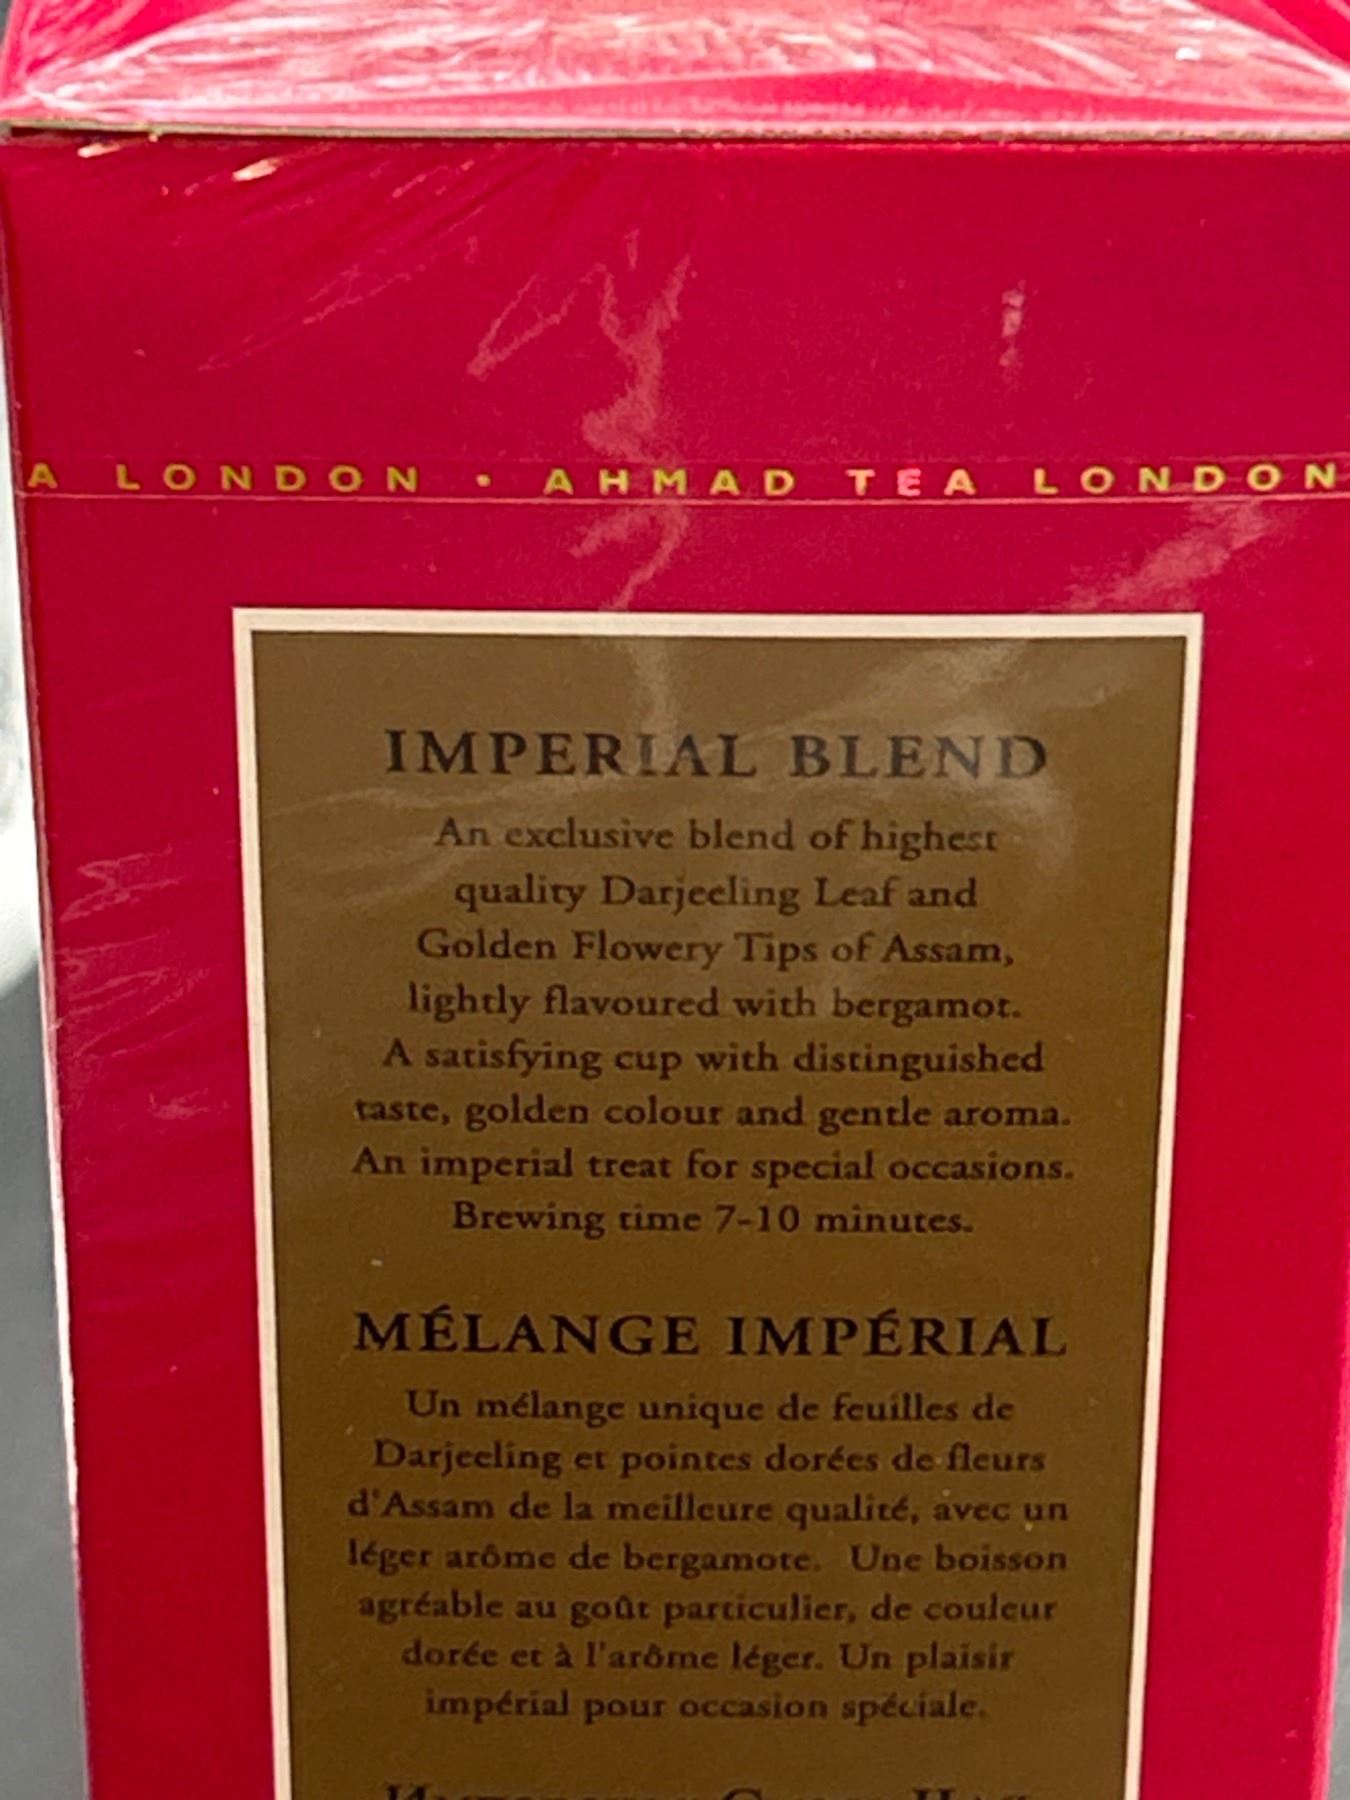 A LONDON • AHMAD TEA LONDON
IMPERIAL BLEND
An exclusive blend of highest
quality Darjeeling Leaf and
Golden Flowery Tips of Assam,
lightly flavoured with bergamot.
A satisfying cup with distinguished
taste, golden colour and gentle aroma.
An imperial treat for special occasions.
Brewing time 7-10 minutes.
MÉLANGE IMPÉRIAL
Un mélange unique de feuilles de
Darjeeling et pointes dorées de fleurs
d'Assam de la meilleure qualité, avec un
léger arôme de bergamote. Une boisson
agréable au goût particulier, de couleur
dorée et à l'arôme léger. Un plaisir
impérial pour occasion spéciale.